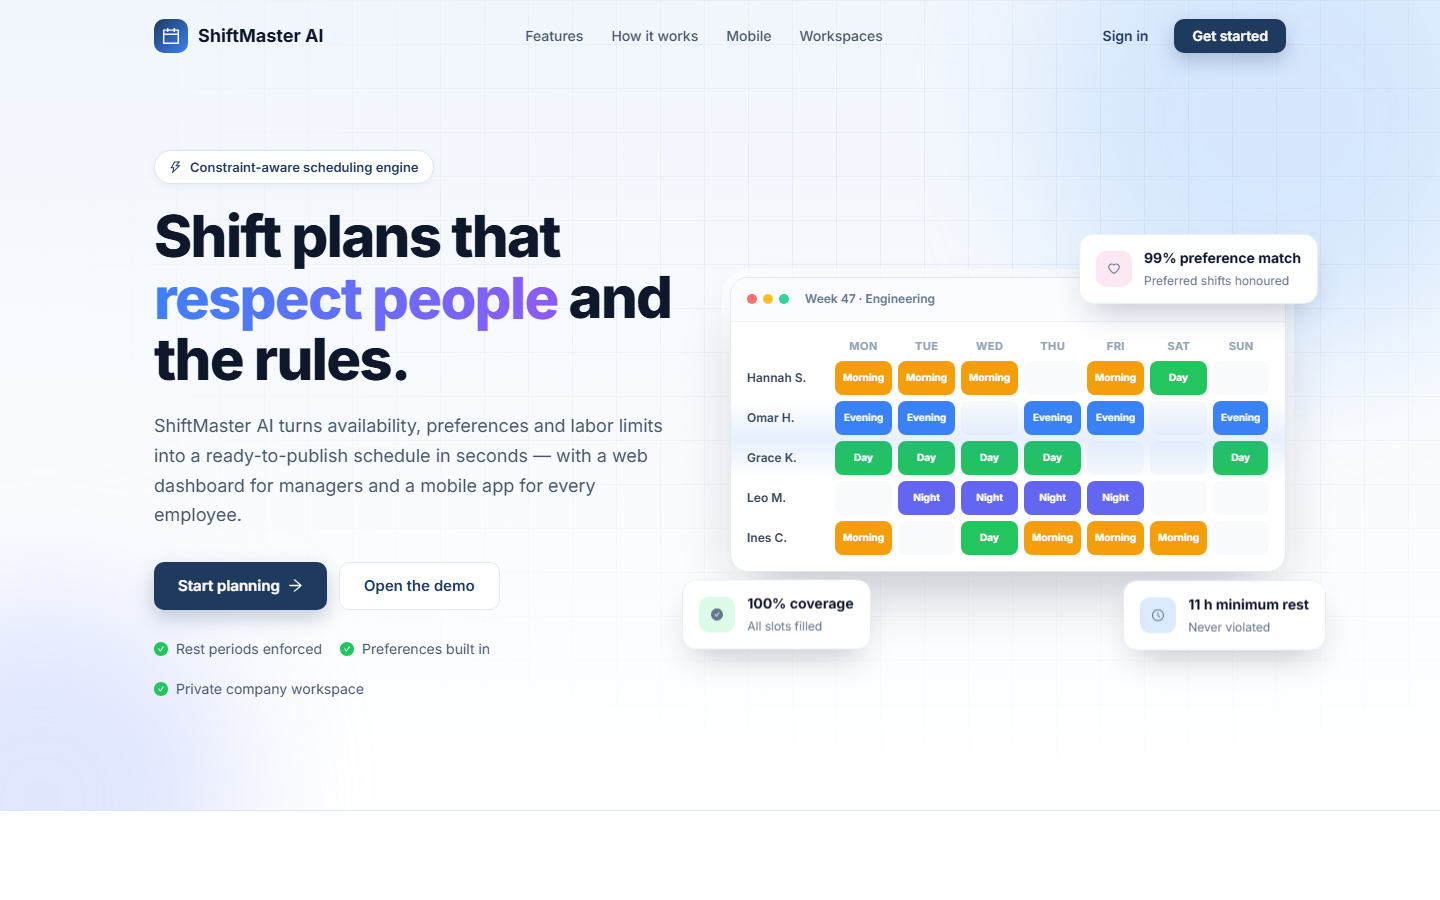 ShiftMaster AI
Features How it works Mobile Workspaces
Sign in Get started
Constraint-aware scheduling engine
Shift plans that
respect people and
the rules.
ShiftMaster AI turns availability, preferences and labor limits
into a ready-to-publish schedule in seconds — with a web
dashboard for managers and a mobile app for every
employee.
Start planning Open the demo
Rest periods enforced Preferences built in
Private company workspace
99% preference match
Preferred shifts honoured
Week 47 · Engineering
MON TUE WED THU FRI SAT SUN
Hannah S. Morning Morning Morning Morning Day
Omar H. Evening Evening Evening Evening Evening
Grace K. Day Day Day Day Day
Leo M. Night Night Night Night
Ines C. Morning Day Morning Morning Morning
100% coverage
All slots filled
11 h minimum rest
Never violated